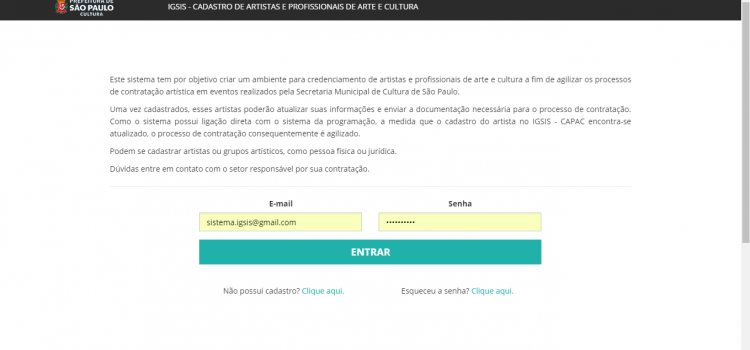 PREFEITURA DE
SÃO PAULO
CULTURA
IGSIS - CADASTRO DE ARTISTAS E PROFISSIONAIS DE ARTE E CULTURA
Este sistema tem por objetivo criar um ambiente para credenciamento de artistas e profissionais de arte e cultura a fim de agilizar os processos
de contratação artística em eventos realizados pela Secretaria Municipal de Cultura de São Paulo.
Uma vez cadastrados, esses artistas poderão atualizar suas informações e enviar a documentação necessária para o processo de contratação.
Como o sistema possui ligação direta com o sistema da programação, a medida que o cadastro do artista no IGSIS - CAPAC encontra-se
atualizado, o processo de contratação consequentemente é agilizado.
Podem se cadastrar artistas ou grupos artísticos, como pessoa física ou jurídica.
Dúvidas entre em contato com o setor responsável por sua contratação.
E-mail Senha
sistema.igsis@gmail.com ••••••••••
ENTRAR
Não possui cadastro? Clique aqui. Esqueceu a senha? Clique aqui.